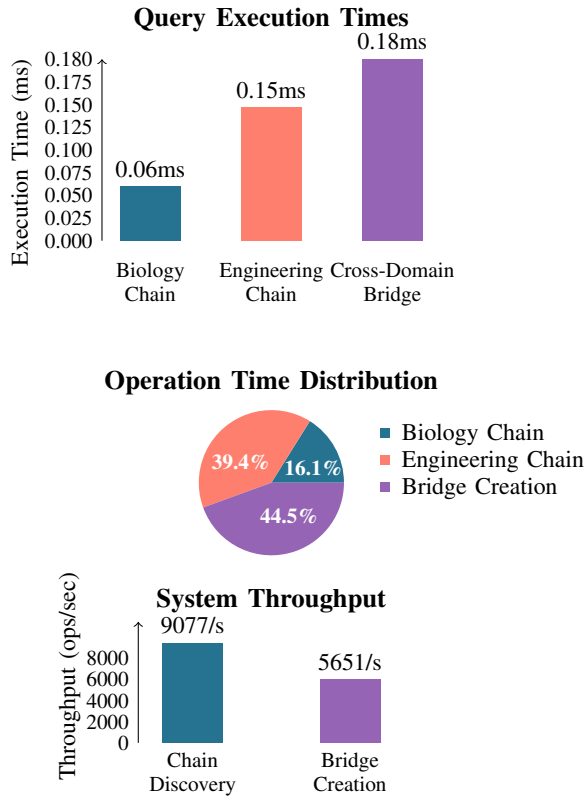 Query Execution Times
Execution Time (ms)
0.180
0.175
0.150
0.125
0.100
0.075
0.050
0.025
0.000
0.06ms
0.15ms
0.18ms
Biology
Chain
Engineering
Chain
Cross-Domain
Bridge
Operation Time Distribution
39.4%
16.1%
44.5%
Biology Chain
Engineering Chain
Bridge Creation
System Throughput
Throughput (ops/sec)
8000
6000
4000
2000
0
9077/s
5651/s
Chain
Discovery
Bridge
Creation